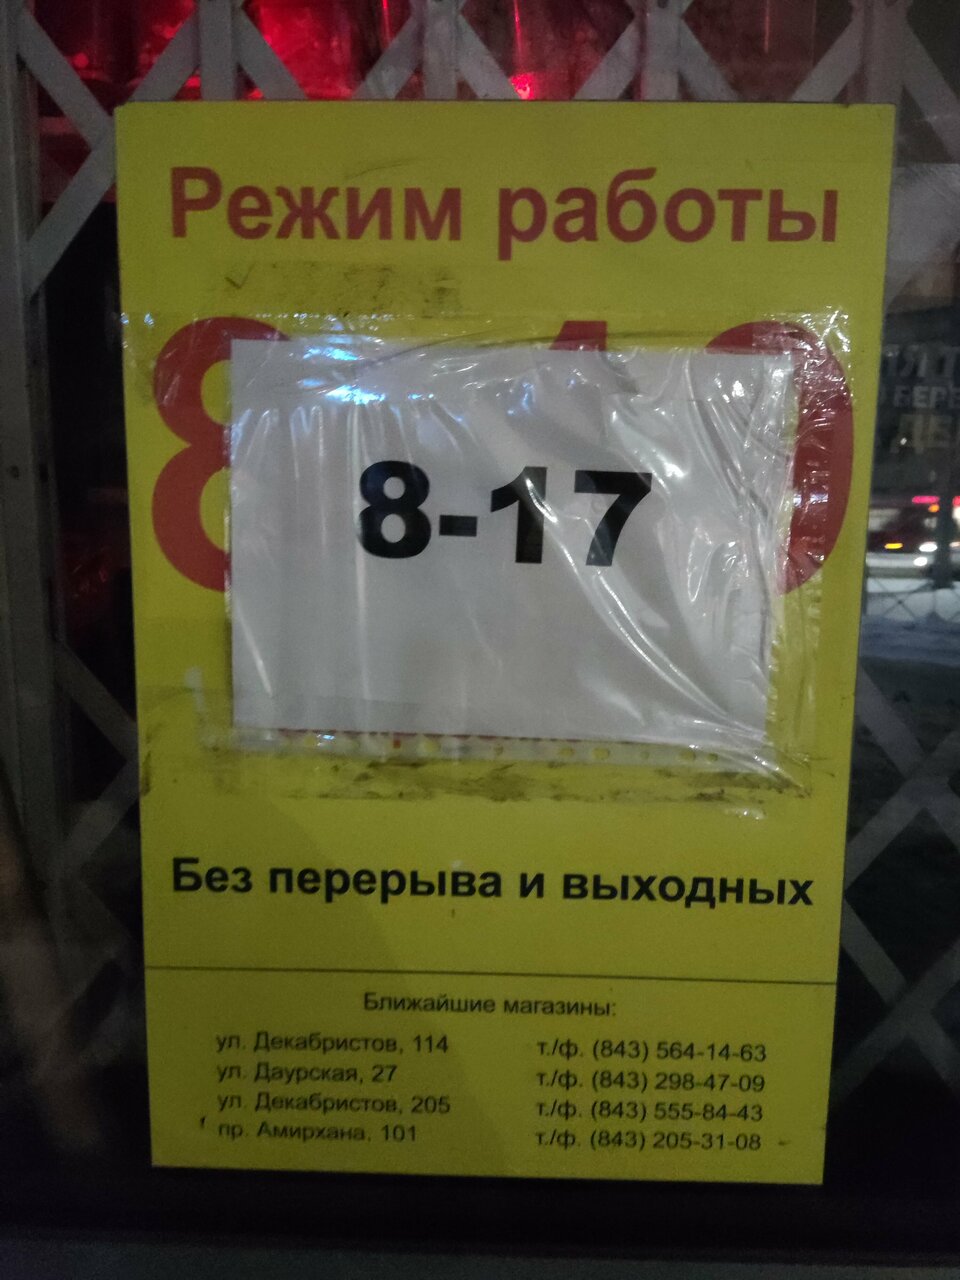 Режим работы
8-17
Без перерыва и выходных
Ближайшие магазины:
ул. Декабристов, 114 т./ф. (843) 564-14-63
ул. Даурская, 27 т./ф. (843) 298-47-09
ул. Декабристов, 205 т./ф. (843) 555-84-43
пр. Амирхана, 101 т./ф. (843) 205-31-08